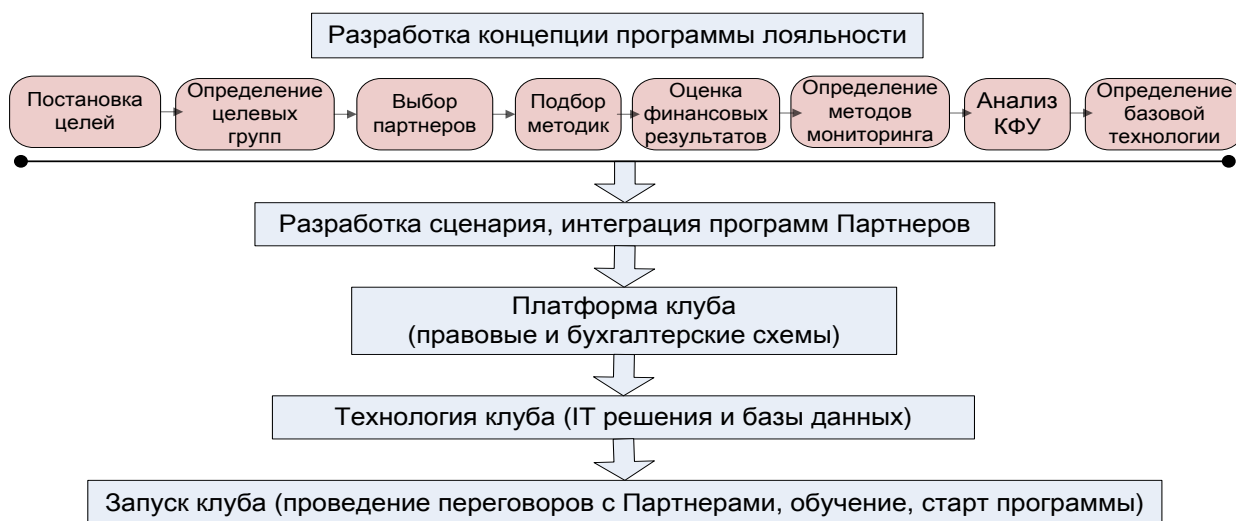 Разработка концепции программы лояльности
Постановка
целей
Определение
целевых
групп
Выбор
партнеров
Подбор
методик
Оценка
финансовых
результатов
Определение
методов
мониторинга
Анализ
КФУ
Определение
базовой
технологии
Разработка сценария, интеграция программ Партнеров
Платформа клуба
(правовые и бухгалтерские схемы)
Технология клуба (IT решения и базы данных)
Запуск клуба (проведение переговоров с Партнерами, обучение, старт программы)